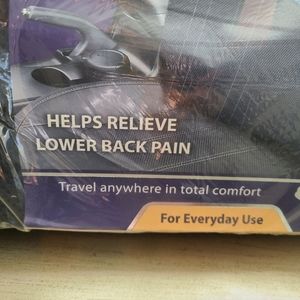 HELPS RELIEVE
LOWER BACK PAIN
Travel anywhere in total comfort
For Everyday Use